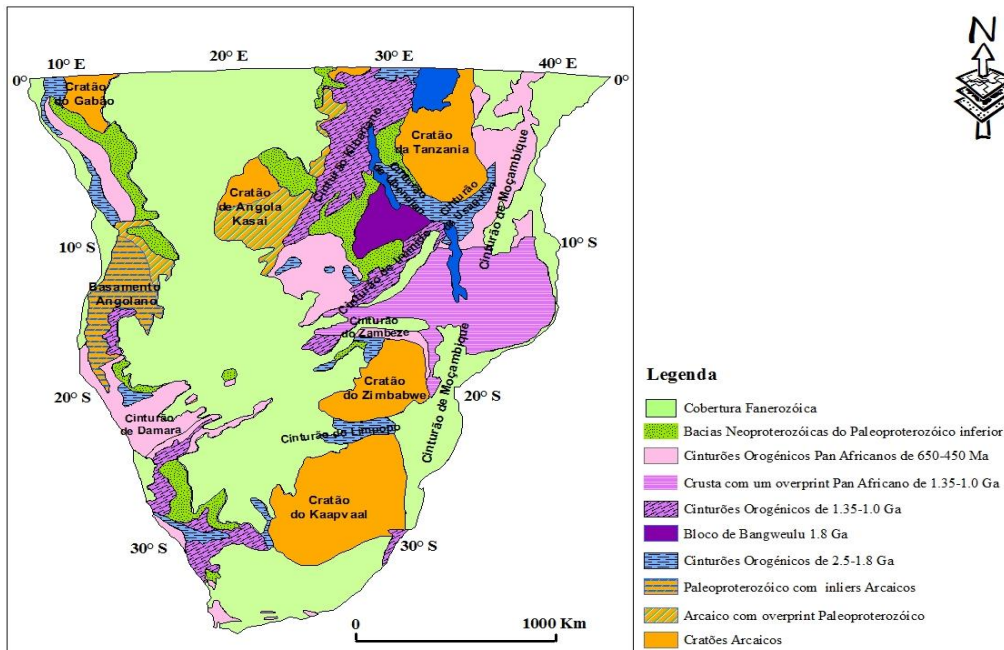 10° E
20° E
30° E
40° E
0°
0°
Cratão
do Gabão
Cratão
da Tanzania
Cinturão Kibariano
Cinturão
de Ubendi
Cinturão
de Usagaran
Cinturão de Moçambique
Cratão
de Angola
Kasai
10° S
10° S
Cinturão de Irumide
Basamento
Angolano
Cinturão
do Zambeze
Cratão
do Zimbabwe
Cinturão de Moçambique
20° S
20° S
Cinturão
de Damara
Cinturão do Limpopo
Cratão
do Kaapvaal
30° S
30° S
0
1000 Km
N
Legenda
Cobertura Fanerozóica
Bacias Neoproterozóicas do Paleoproterozóico inferior
Cinturões Orogénicos Pan Africanos de 650-450 Ma
Crusta com um overprint Pan Africano de 1.35-1.0 Ga
Cinturões Orogénicos de 1.35-1.0 Ga
Bloco de Bangweulu 1.8 Ga
Cinturões Orogénicos de 2.5-1.8 Ga
Paleoproterozóico com inliers Arcaicos
Arcaico com overprint Paleoproterozóico
Cratões Arcaicos